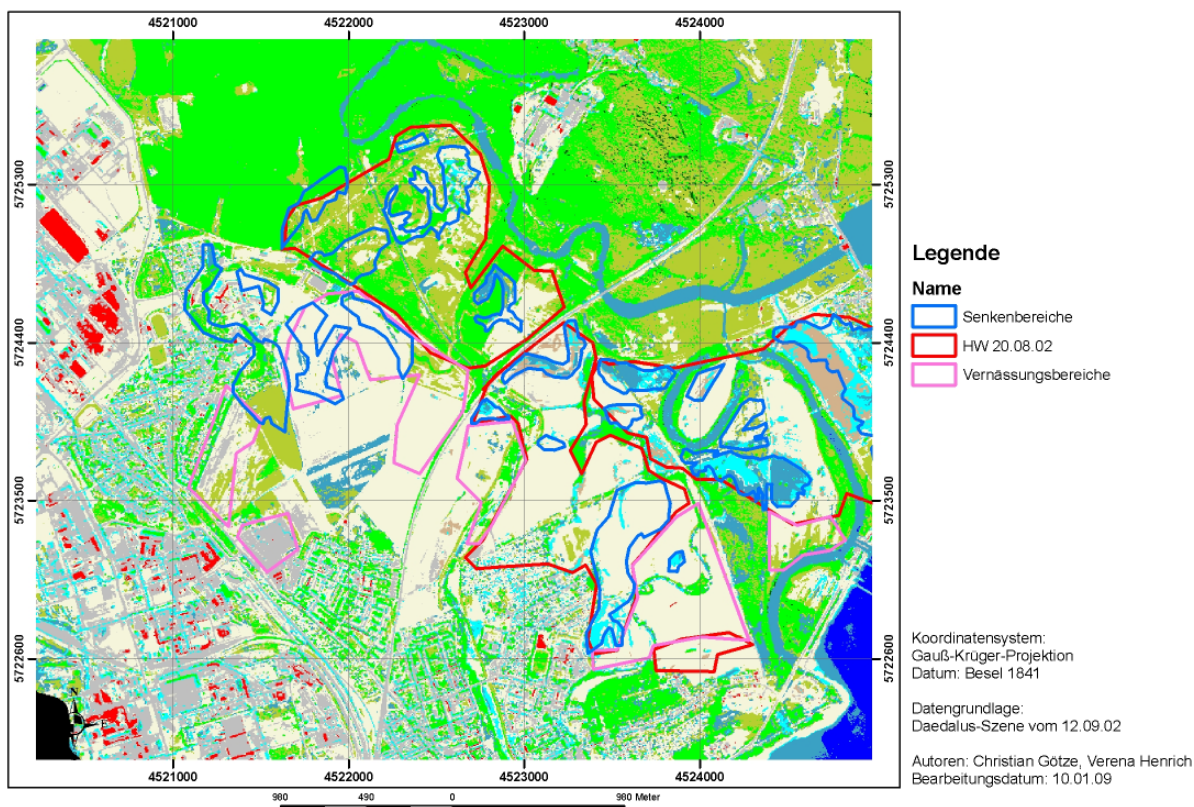 4521000 4522000 4523000 4524000
5725300 5725300
5724400 5724400
5723500 5723500
5722600 5722600
N
E
4521000 4522000 4523000 4524000
980 490 0 980 Meter
Legende
Name
Senkenbereiche
HW 20.08.02
Vernässungsbereiche
Koordinatensystem:
Gauß-Krüger-Projektion
Datum: Besel 1841
Datengrundlage:
Daedalus-Szene vom 12.09.02
Autoren: Christian Götze, Verena Henrich
Bearbeitungsdatum: 10.01.09